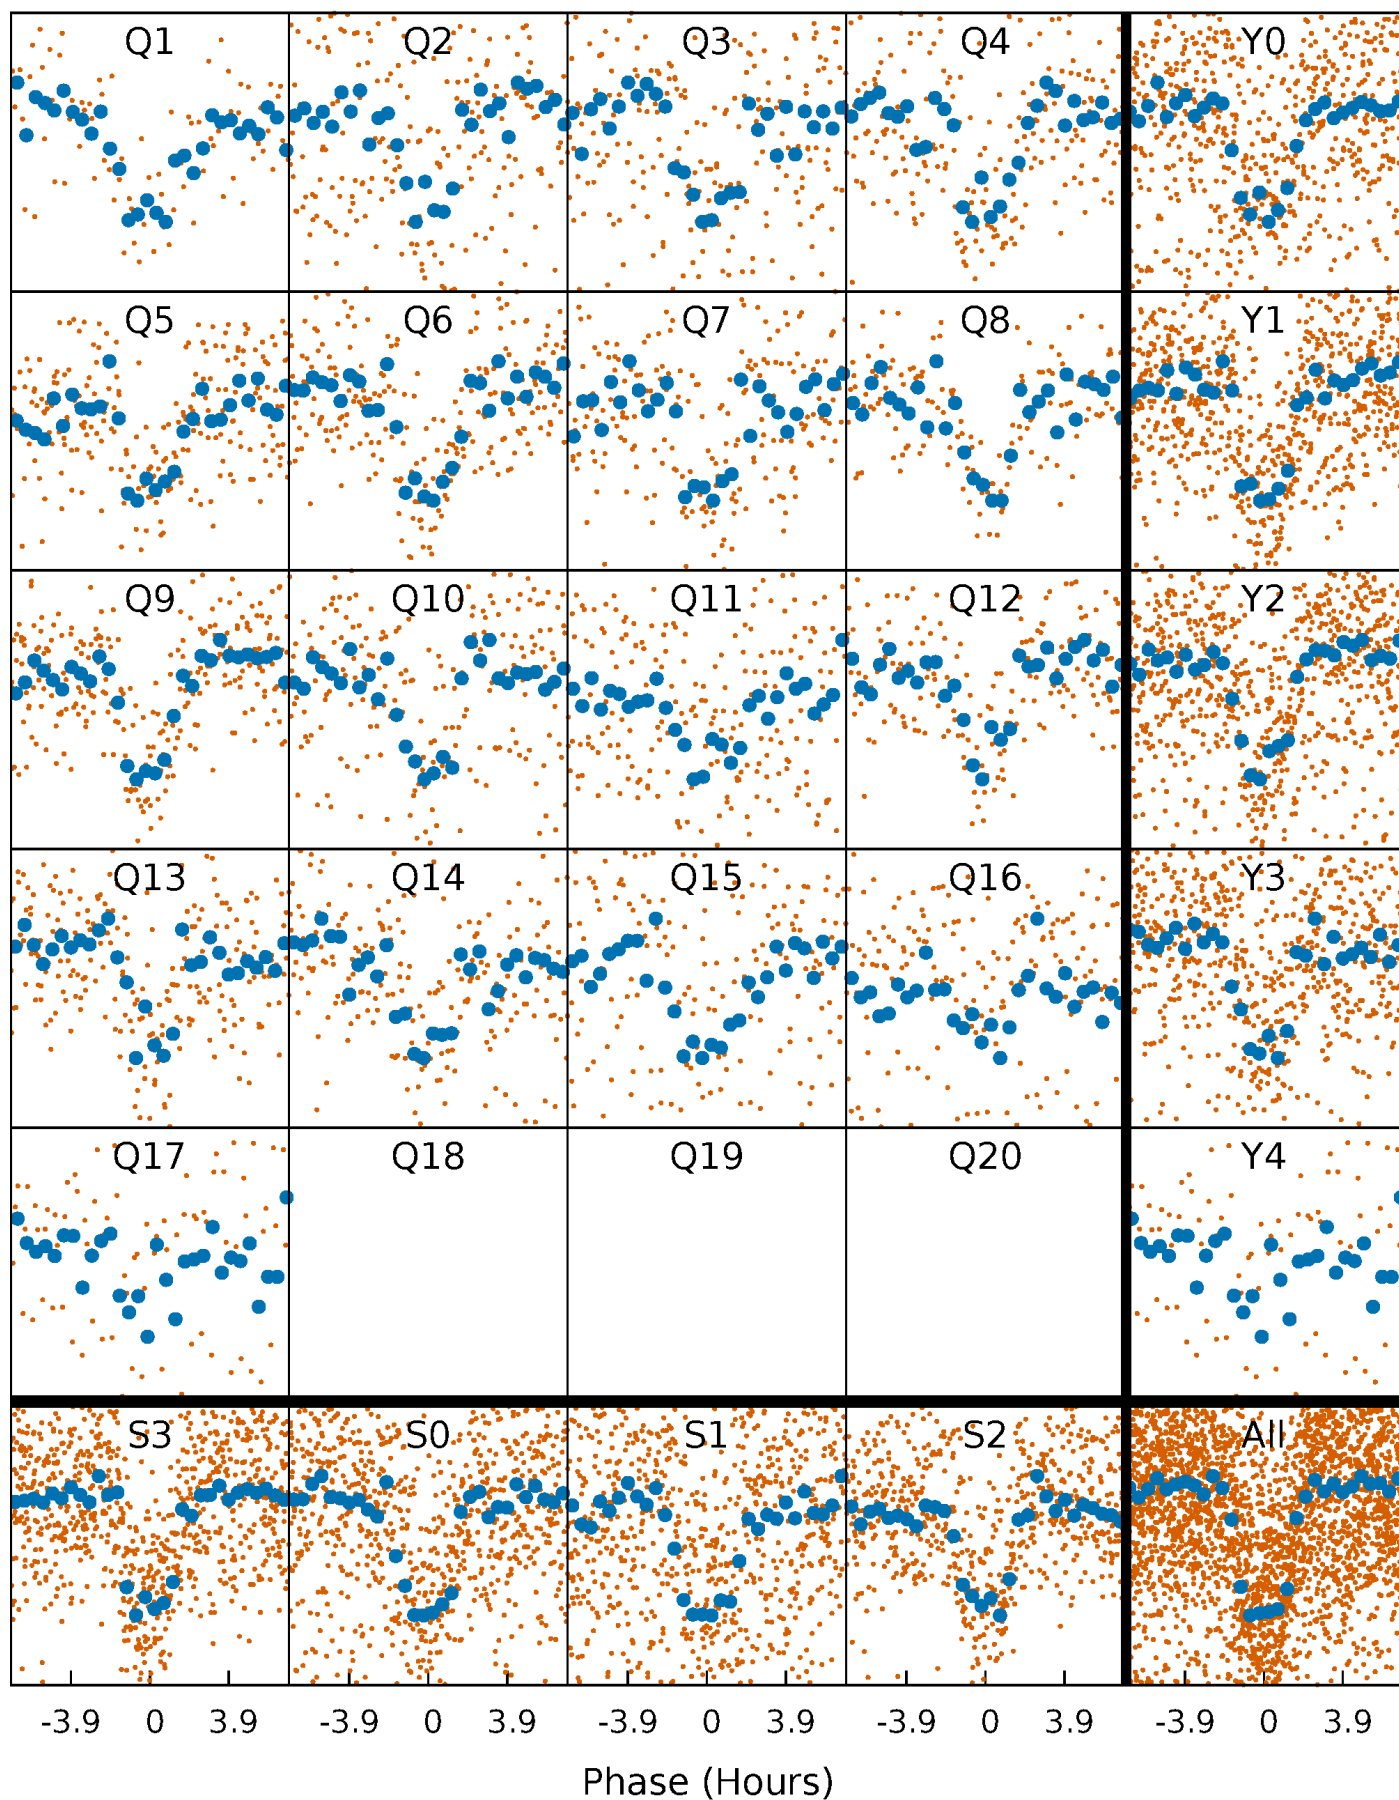 Q1 Q2 Q3 Q4 Y0
Q5 Q6 Q7 Q8 Y1
Q9 Q10 Q11 Q12 Y2
Q13 Q14 Q15 Q16 Y3
Q17 Q18 Q19 Q20 Y4
S3 S0 S1 S2 All
-3.9 0 3.9 -3.9 0 3.9 -3.9 0 3.9 -3.9 0 3.9 -3.9 0 3.9
Phase (Hours)